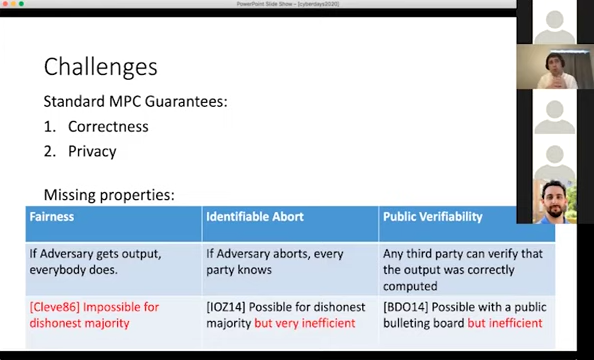 PowerPoint Slide Show - [cyberdays2020]
Challenges
Standard MPC Guarantees:
1. Correctness
2. Privacy
Missing properties:
Fairness
Identifiable Abort
Public Verifiability
If Adversary gets output,
everybody does.
If Adversary aborts, every
party knows
Any third party can verify that
the output was correctly
computed
[Cleve86] Impossible for
dishonest majority
[IOZ14] Possible for dishonest
majority but very inefficient
[BDO14] Possible with a public
bulleting board but inefficient